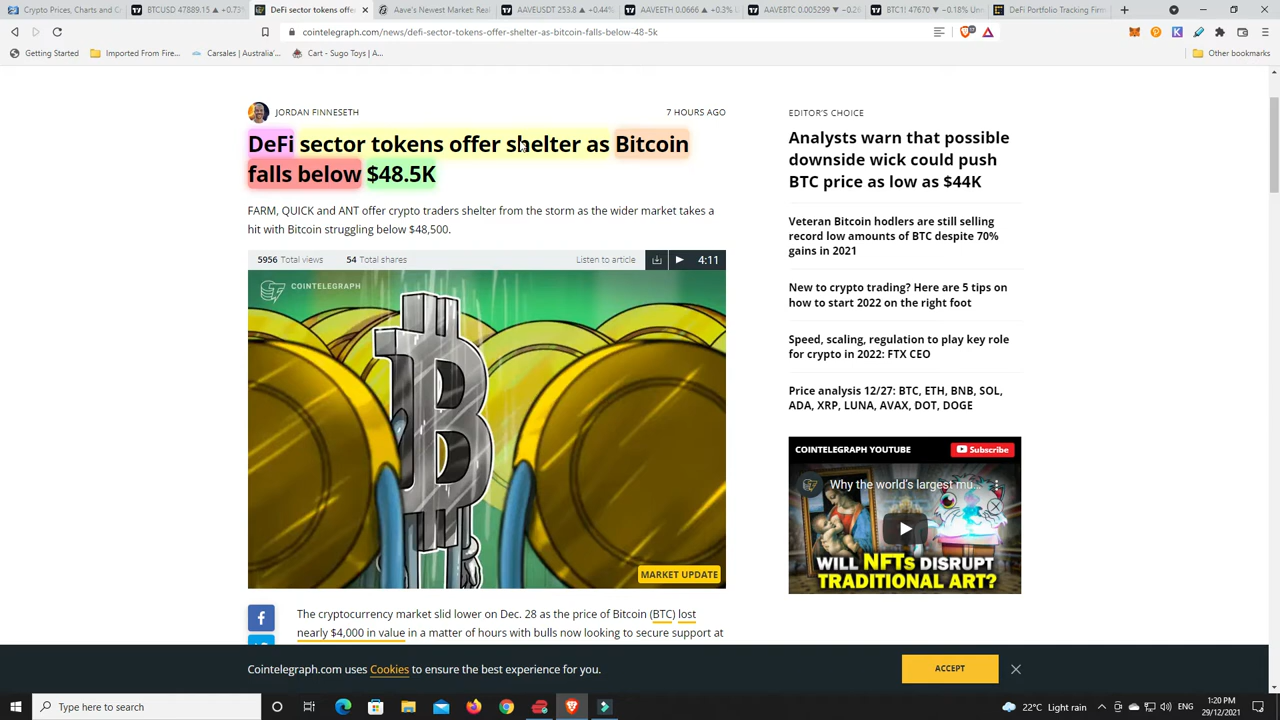 Crypto Prices, Charts and Co
BTCUSD 47889.15 ▲ +0.73%
DeFi sector tokens offer
Aave's Newest Market: Real
AAVEUSDT 253.8 ▲ +0.44%
AAVEETH 0.0666 ▲ +0.3% U
AAVEBTC 0.005299 ▼ −0.29
BTC1! 47670 ▼ −0.18% Un
DeFi Portfolio Tracking Firm
cointelegraph.com/news/defi-sector-tokens-offer-shelter-as-bitcoin-falls-below-48-5k
Getting Started
Imported From Fire...
Carsales | Australia'...
Cart - Sugo Toys | A...
Other bookmarks
JORDAN FINNESETH
7 HOURS AGO
DeFi sector tokens offer shelter as Bitcoin
falls below $48.5K
FARM, QUICK and ANT offer crypto traders shelter from the storm as the wider market takes a
hit with Bitcoin struggling below $48,500.
5956 Total views
54 Total shares
Listen to article
4:11
COINTELEGRAPH
MARKET UPDATE
The cryptocurrency market slid lower on Dec. 28 as the price of Bitcoin (BTC) lost
nearly $4,000 in value in a matter of hours with bulls now looking to secure support at
EDITOR'S CHOICE
Analysts warn that possible
downside wick could push
BTC price as low as $44K
Veteran Bitcoin hodlers are still selling
record low amounts of BTC despite 70%
gains in 2021
New to crypto trading? Here are 5 tips on
how to start 2022 on the right foot
Speed, scaling, regulation to play key role
for crypto in 2022: FTX CEO
Price analysis 12/27: BTC, ETH, BNB, SOL,
ADA, XRP, LUNA, AVAX, DOT, DOGE
COINTELEGRAPH YOUTUBE
Subscribe
Why the world's largest mu...
WILL NFTs DISRUPT
TRADITIONAL ART?
Cointelegraph.com uses Cookies to ensure the best experience for you.
ACCEPT
Type here to search
22°C Light rain
ENG
1:20 PM
29/12/2021